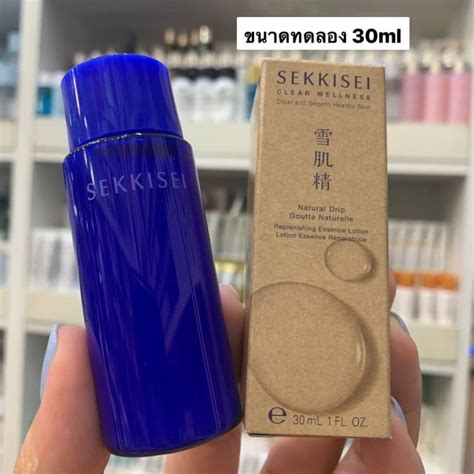 ขนาดทดลอง 30ml
SEKKISEI
SEKKISEI
CLEAR WELLNESS
Clear and Smooth Healthy Skin
雪肌精
Natural Drip
Goutte Naturelle
Replenishing Essence Lotion
Lotion Essence Réparatrice
e 30 mL 1 FL. OZ.